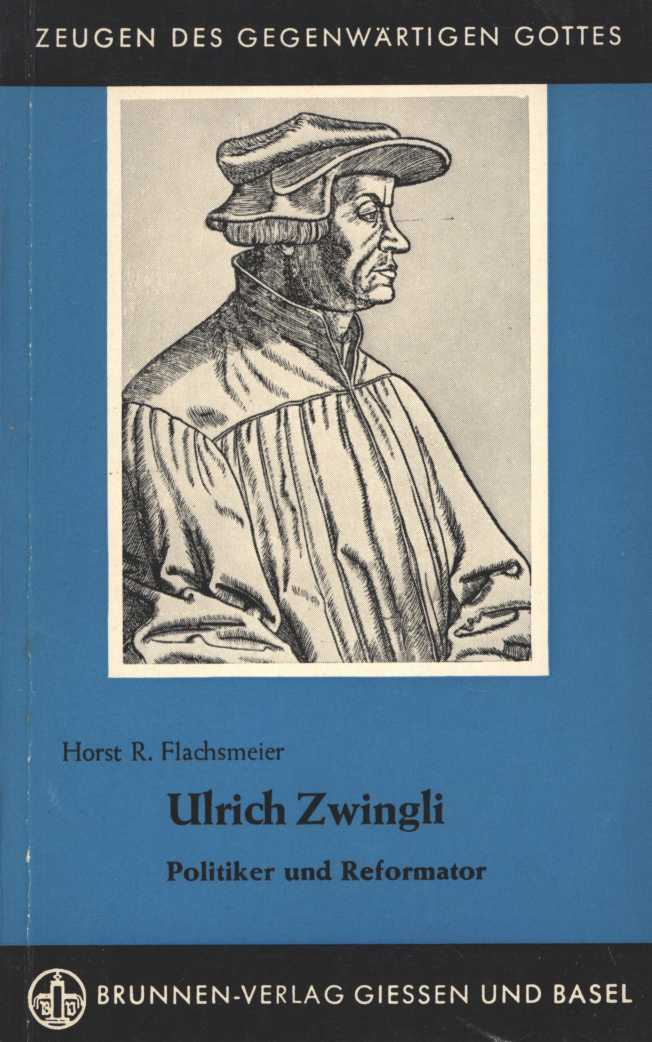 ZEUGEN DES GEGENWÄRTIGEN GOTTES
Horst R. Flachsmeier
Ulrich Zwingli
Politiker und Reformator
BRUNNEN-VERLAG GIESSEN UND BASEL